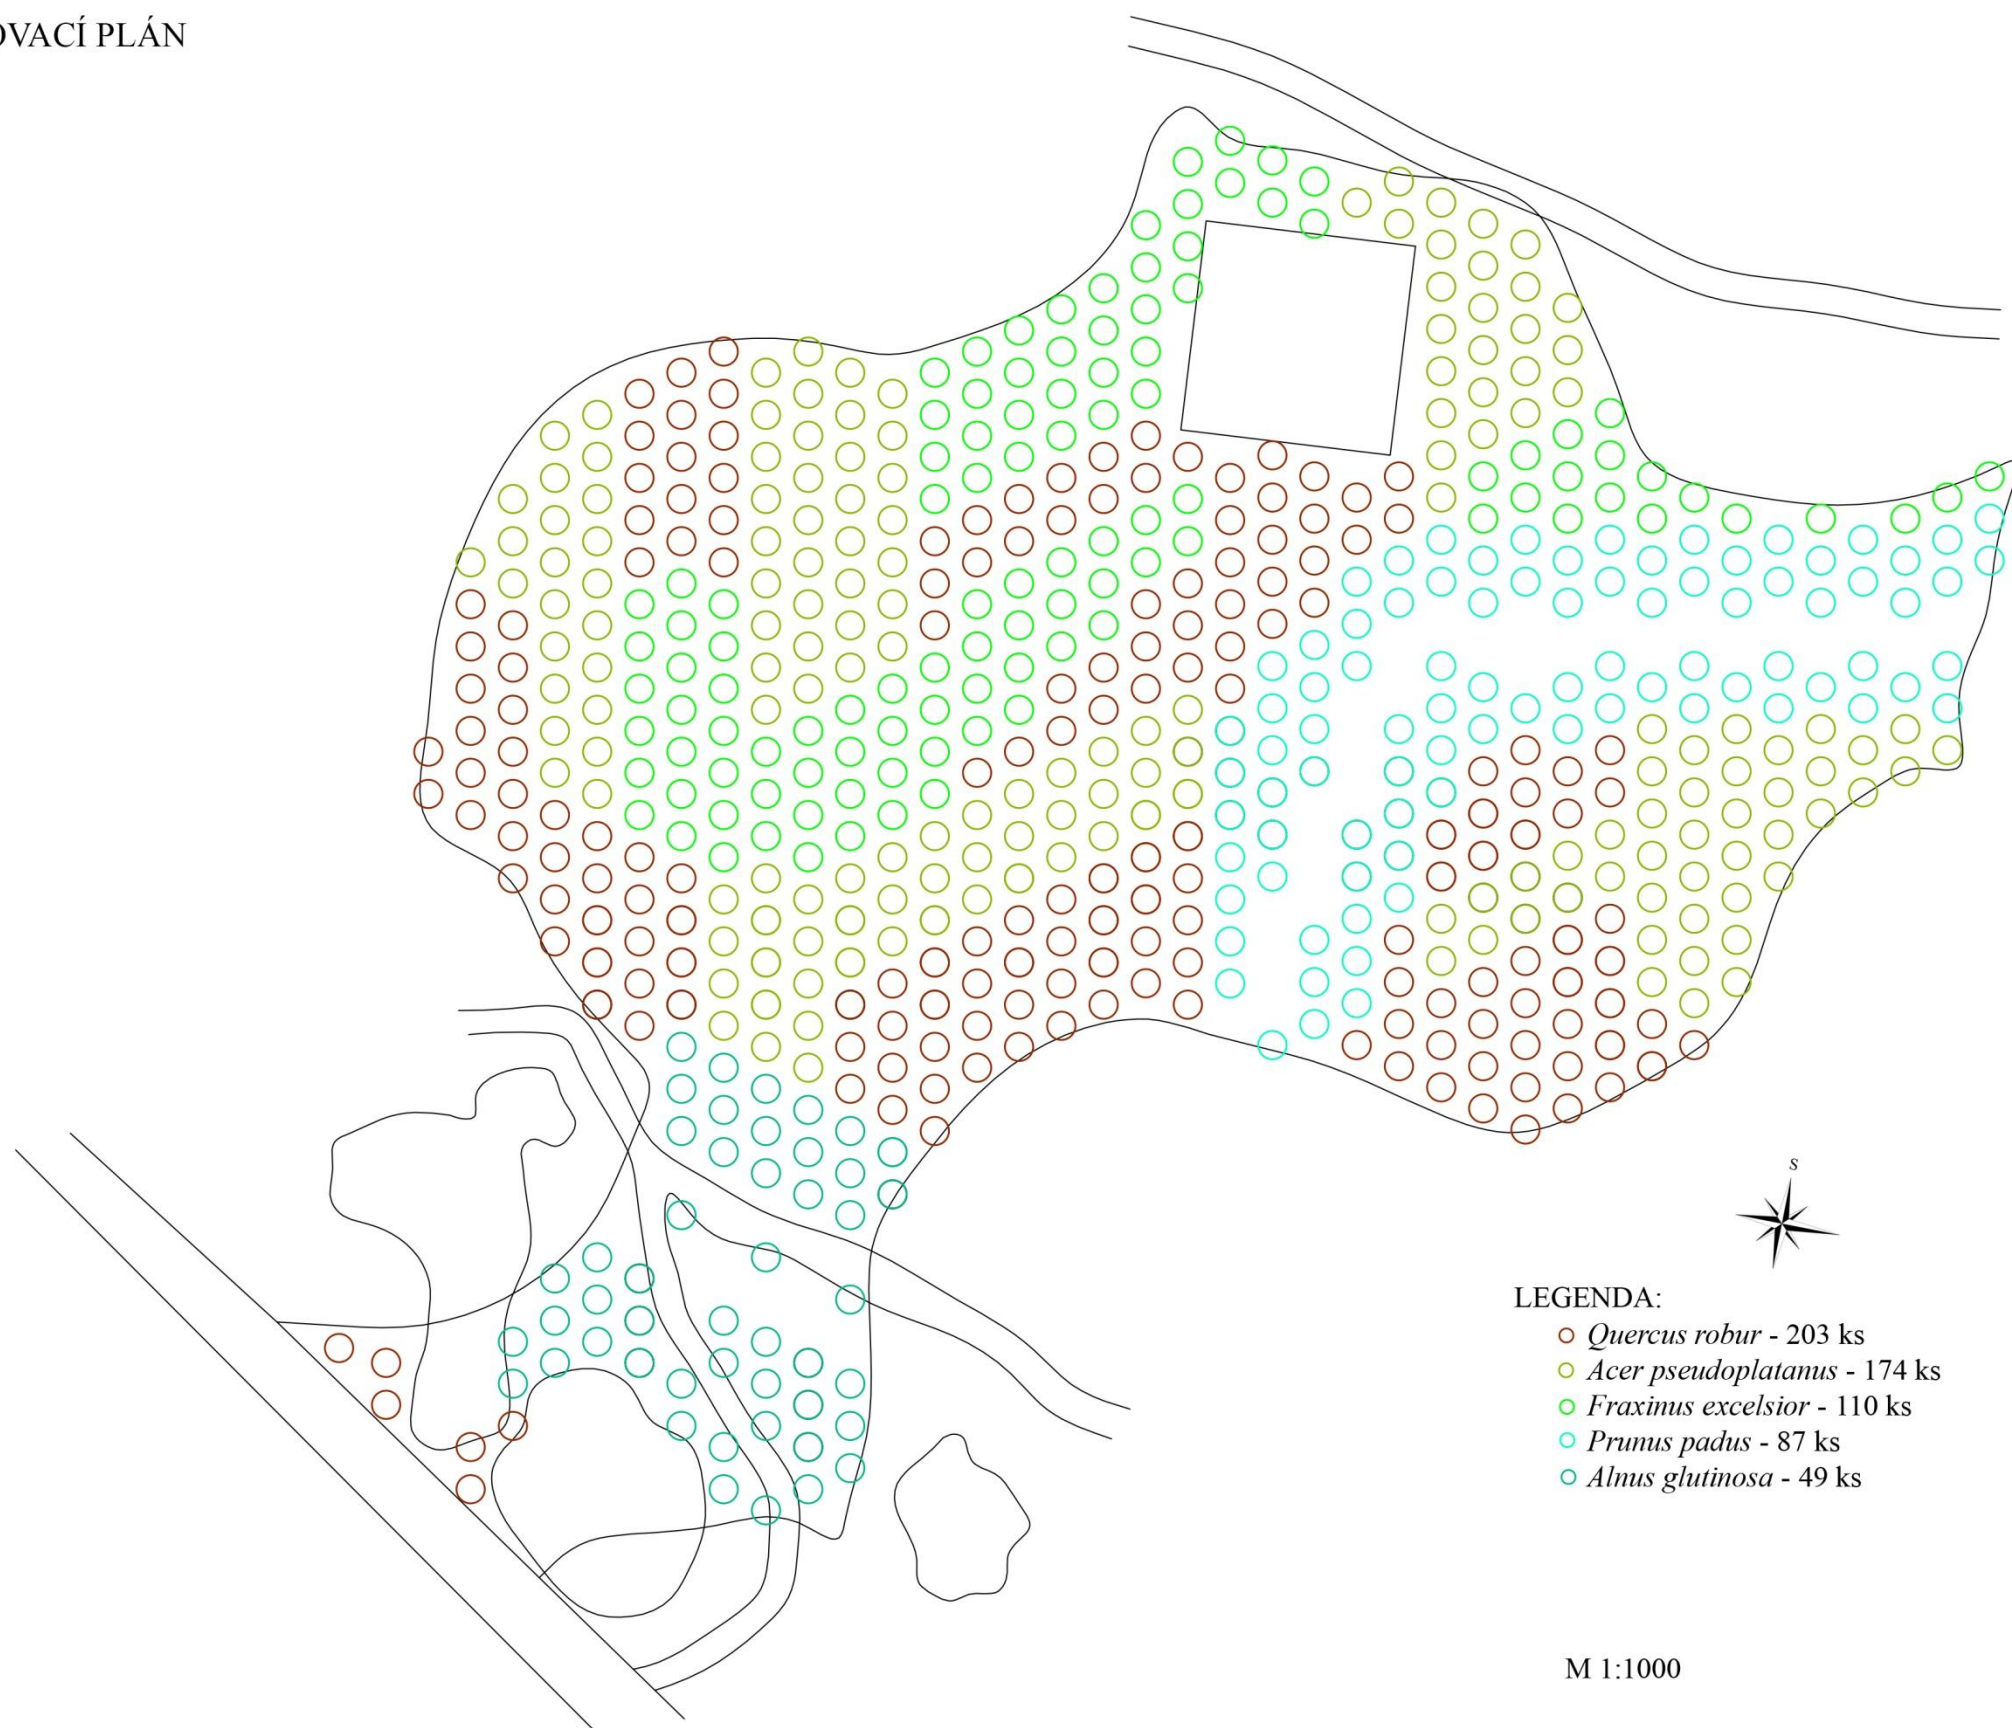 OVACÍ PLÁN
S
LEGENDA:
Quercus robur - 203 ks
Acer pseudoplatanus - 174 ks
Fraxinus excelsior - 110 ks
Prunus padus - 87 ks
Alnus glutinosa - 49 ks
M 1:1000